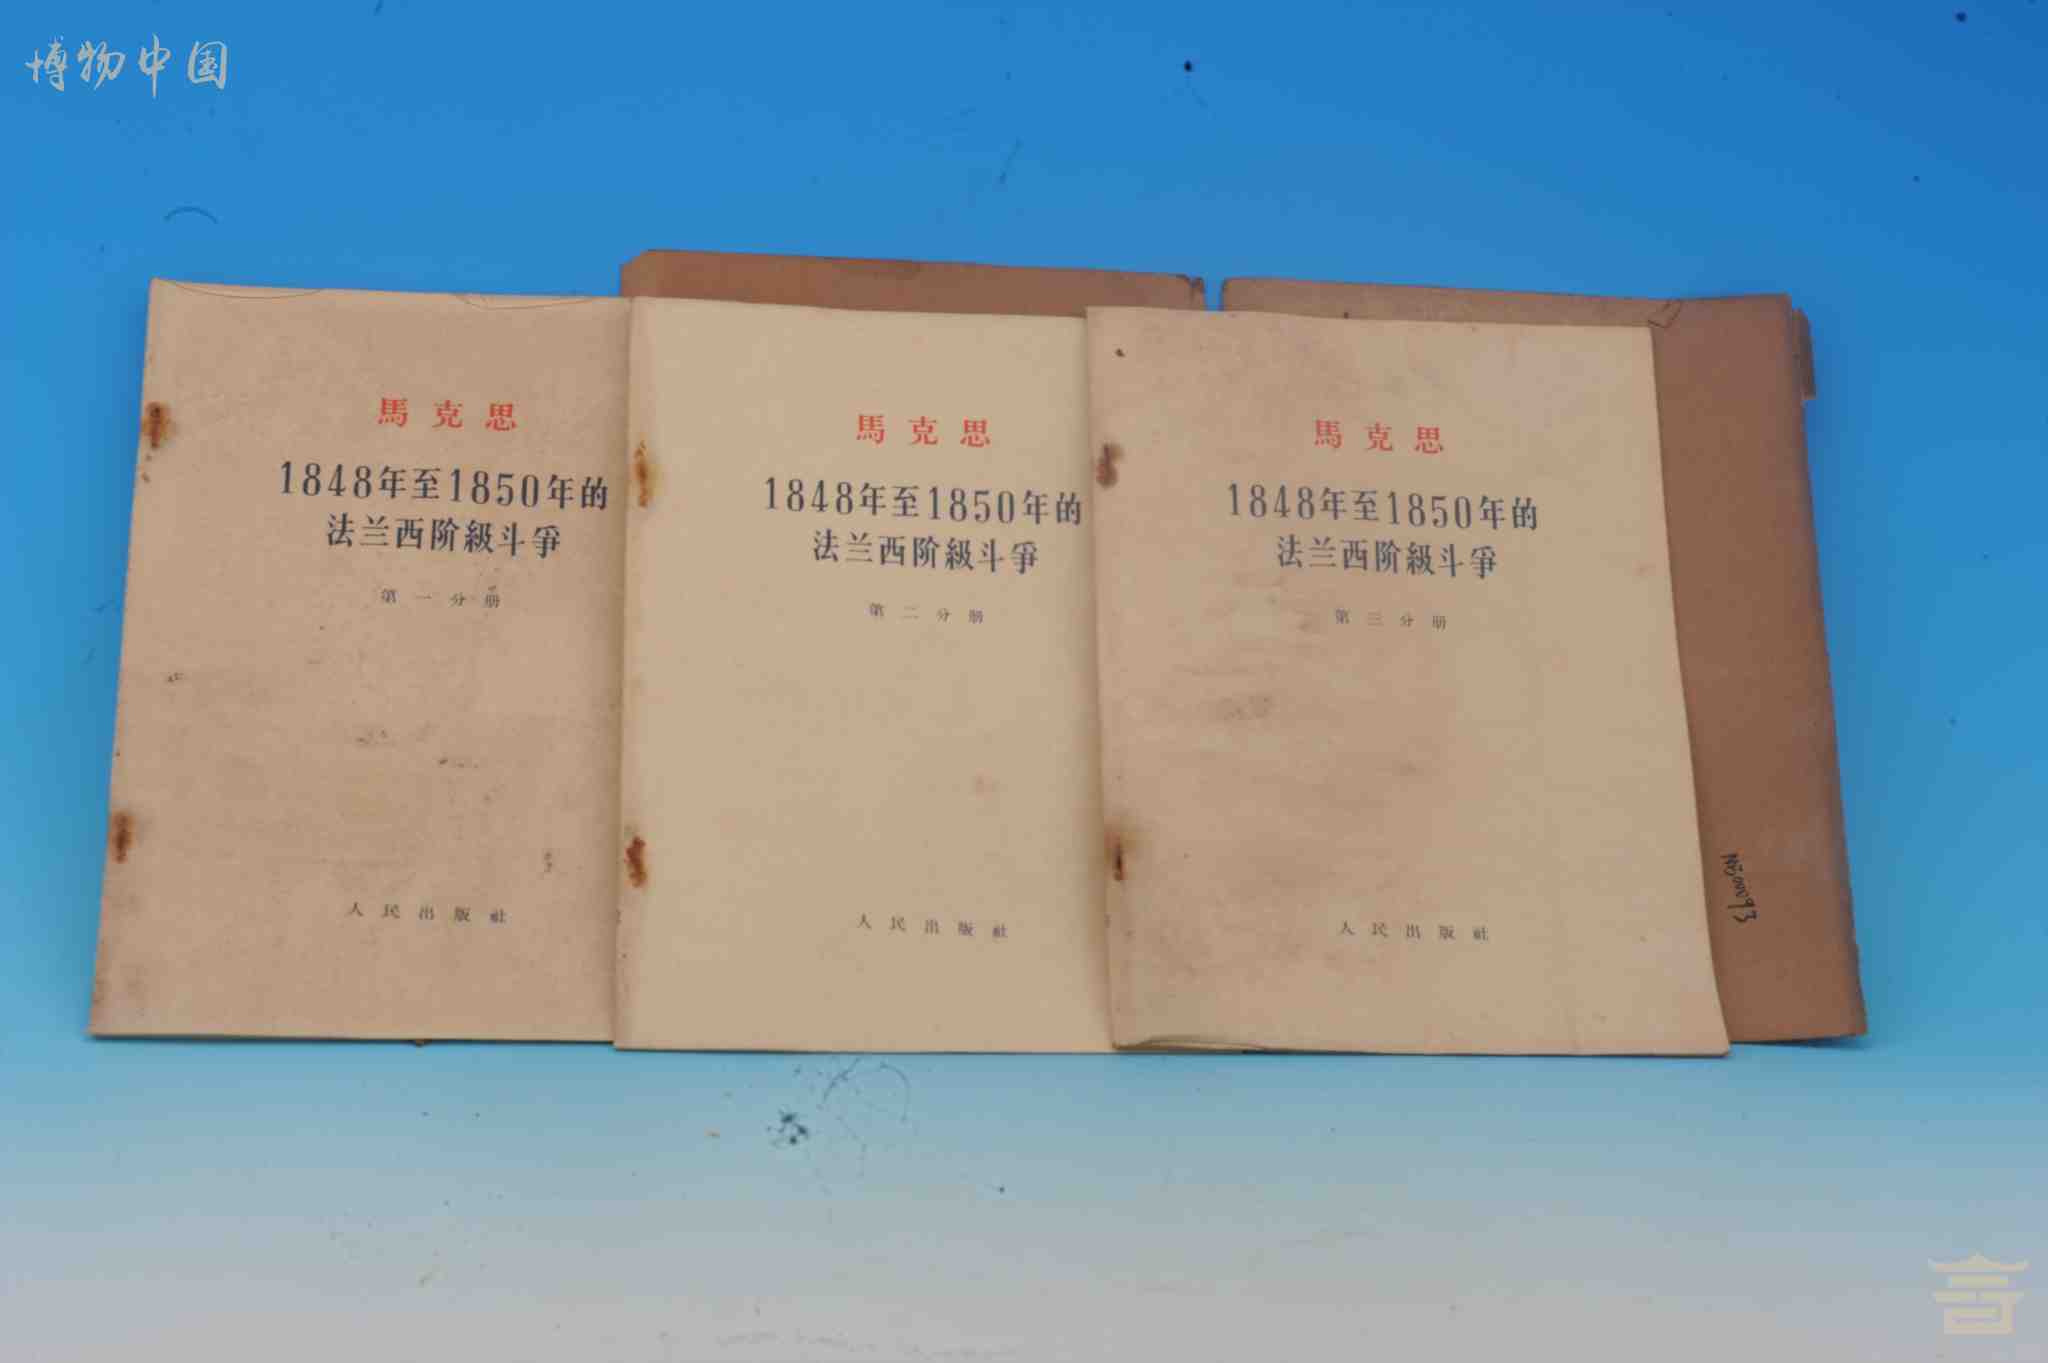 博物中国
馬克思
1848年至1850年的
法兰西阶級斗爭
第一分册
人民出版社
馬克思
1848年至1850年的
法兰西阶級斗爭
第二分册
人民出版社
馬克思
1848年至1850年的
法兰西阶級斗爭
第三分册
人民出版社